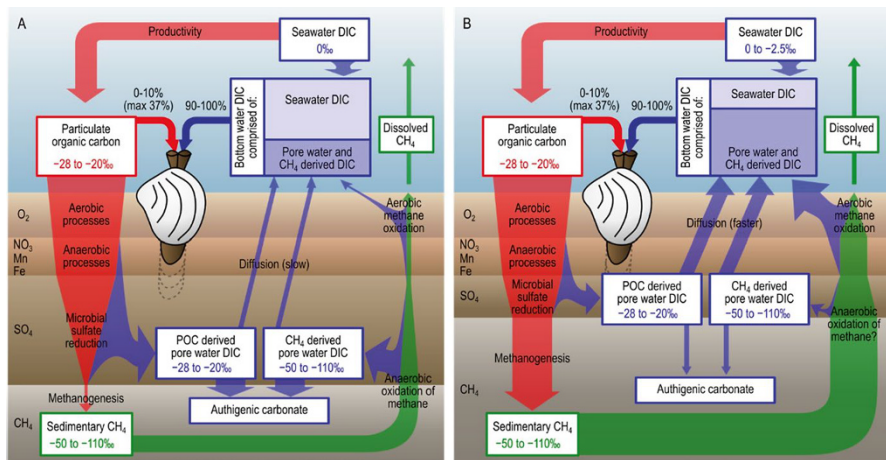 A
Productivity
Seawater DIC
0‰
0-10%
(max 37%)
90-100%
Bottom water DIC
comprised of:
Seawater DIC
Pore water and
CH₄ derived DIC
Particulate
organic carbon
−28 to −20‰
Dissolved
CH₄
O₂
Aerobic
processes
Aerobic
methane
oxidation
NO₃
Mn
Fe
Anaerobic
processes
Diffusion (slow)
SO₄
Microbial
sulfate
reduction
POC derived
pore water DIC
−28 to −20‰
CH₄ derived
pore water DIC
−50 to −110‰
Anaerobic
oxidation of
methane
Methanogenesis
Authigenic carbonate
CH₄
Sedimentary CH₄
−50 to −110‰
B
Productivity
Seawater DIC
0 to −2.5‰
0-10%
(max 37%)
90-100%
Bottom water DIC
comprised of:
Seawater DIC
Pore water and
CH₄ derived DIC
Particulate
organic carbon
−28 to −20‰
Dissolved
CH₄
O₂
Aerobic
processes
Aerobic
methane
oxidation
NO₃
Mn
Fe
Anaerobic
processes
Diffusion (faster)
SO₄
Microbial
sulfate
reduction
POC derived
pore water DIC
−28 to −20‰
CH₄ derived
pore water DIC
−50 to −110‰
Anaerobic
oxidation of
methane?
Methanogenesis
Authigenic carbonate
CH₄
Sedimentary CH₄
−50 to −110‰